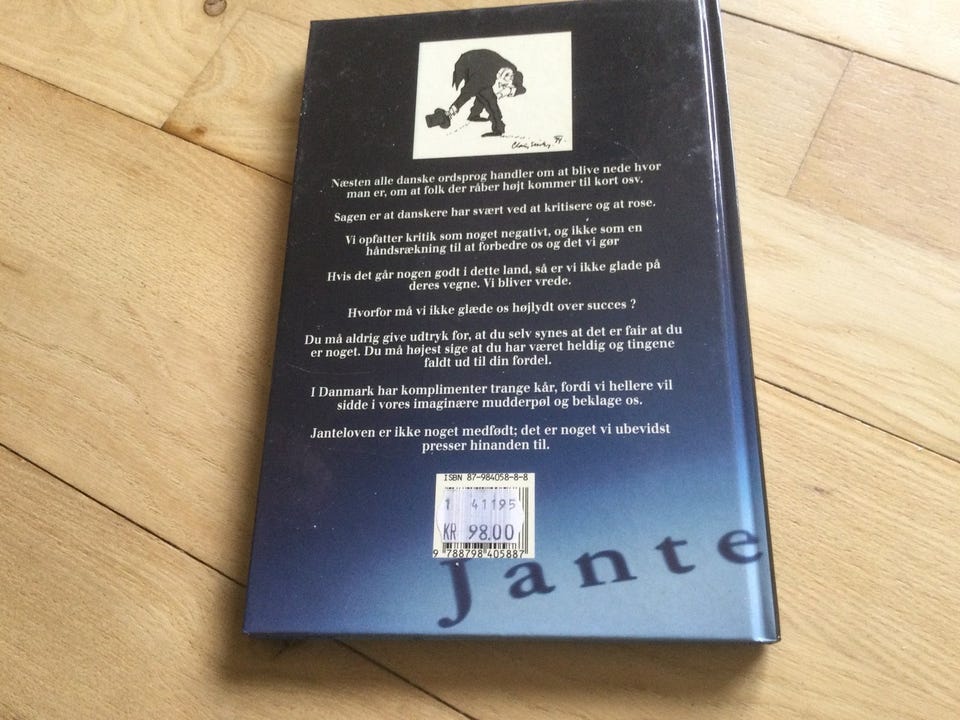 Næsten alle danske ordsprog handler om at blive nede hvor
man er, om at folk der råber højt kommer til kort osv.
Sagen er at danskere har svært ved at kritisere og at rose.
Vi opfatter kritik som noget negativt, og ikke som en
håndsrækning til at forbedre os og det vi gør
Hvis det går nogen godt i dette land, så er vi ikke glade på
deres vegne. Vi bliver vrede.
Hvorfor må vi ikke glæde os højlydt over succes ?
Du må aldrig give udtryk for, at du selv synes at det er fair at du
er noget. Du må højest sige at du har været heldig og tingene
faldt ud til din fordel.
I Danmark har komplimenter trange kår, fordi vi hellere vil
sidde i vores imaginære mudderpøl og beklage os.
Janteloven er ikke noget medfødt; det er noget vi ubevidst
presser hinanden til.
ISBN 87-984058-8-8
1 41195
KR 98.00
9 788798 405887
Jante